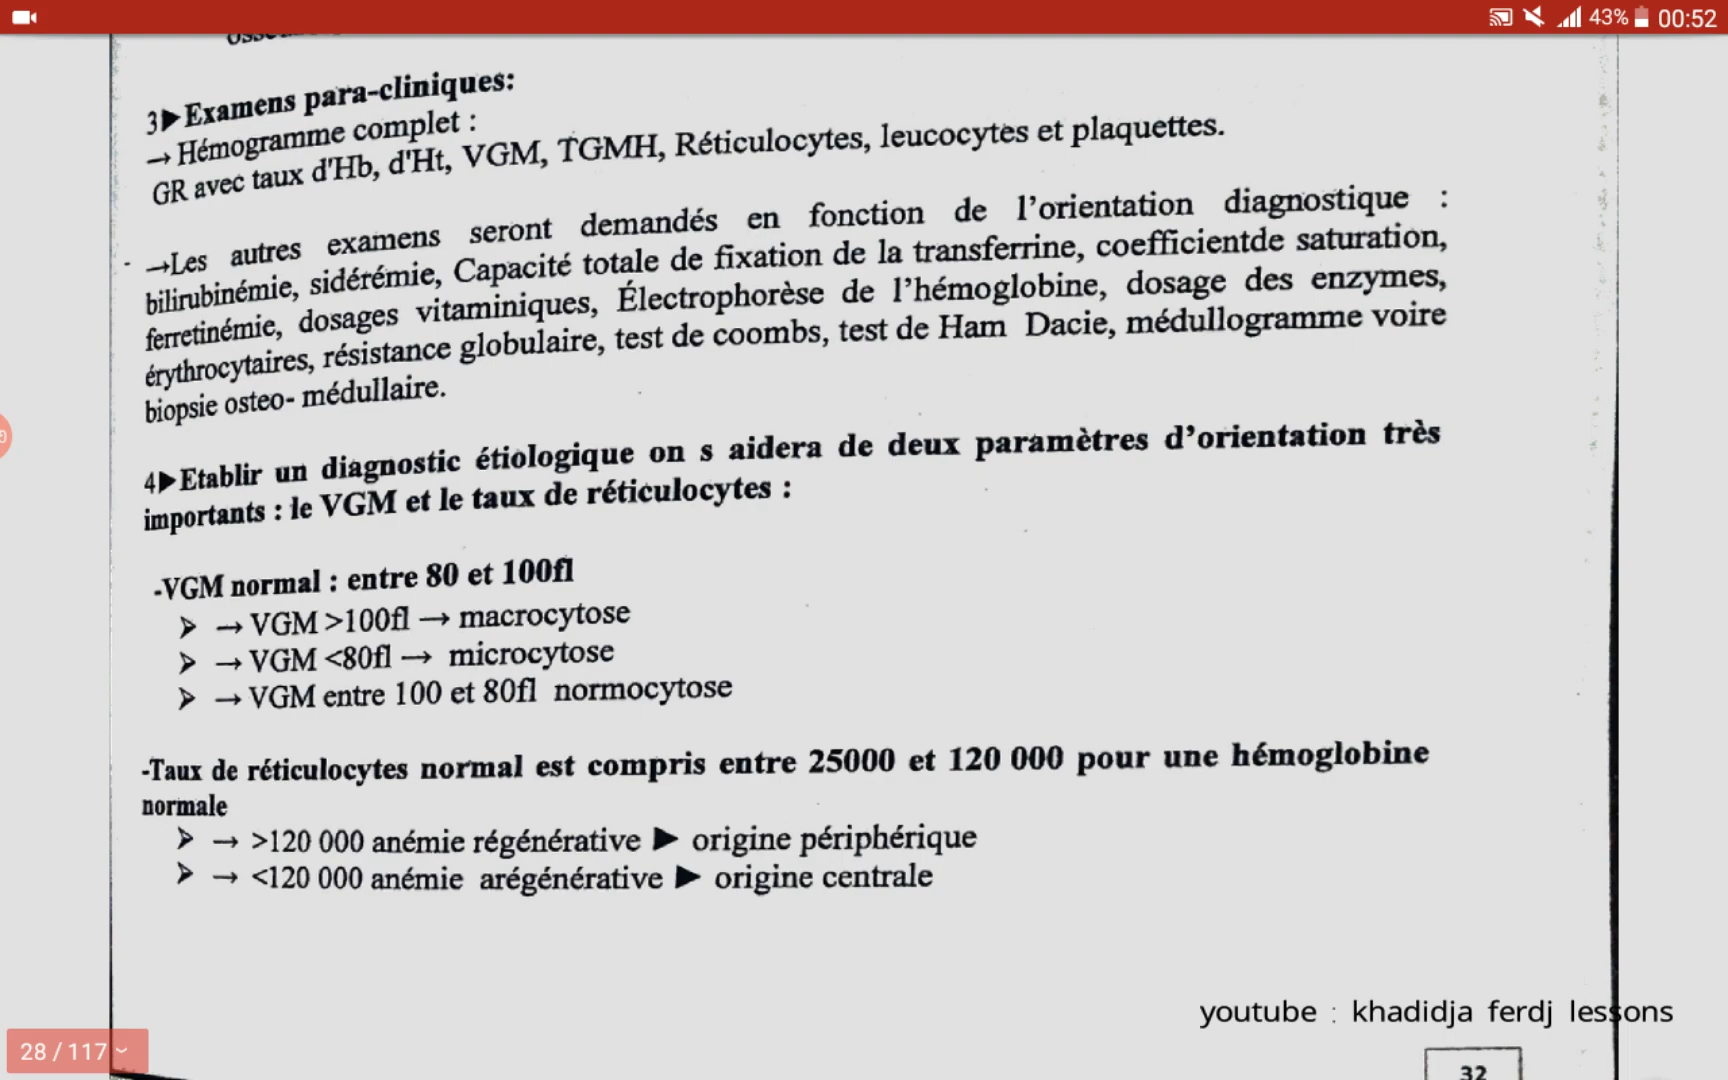 43% 00:52
3►Examens para-cliniques:
→ Hémogramme complet :
GR avec taux d'Hb, d'Ht, VGM, TGMH, Réticulocytes, leucocytes et plaquettes.
→Les autres examens seront demandés en fonction de l'orientation diagnostique :
bilirubinémie, sidérémie, Capacité totale de fixation de la transferrine, coefficientde saturation,
ferretinémie, dosages vitaminiques, Électrophorèse de l'hémoglobine, dosage des enzymes,
érythrocytaires, résistance globulaire, test de coombs, test de Ham Dacie, médullogramme voire
biopsie osteo- médullaire.
4►Etablir un diagnostic étiologique on s aidera de deux paramètres d'orientation très
importants : le VGM et le taux de réticulocytes :
-VGM normal : entre 80 et 100fl
➢ → VGM >100fl → macrocytose
➢ → VGM <80fl → microcytose
➢ → VGM entre 100 et 80fl normocytose
-Taux de réticulocytes normal est compris entre 25000 et 120 000 pour une hémoglobine
normale
➢ → >120 000 anémie régénérative ► origine périphérique
➢ → <120 000 anémie arégénérative ► origine centrale
youtube : khadidja ferdj lessons
28 / 117
32